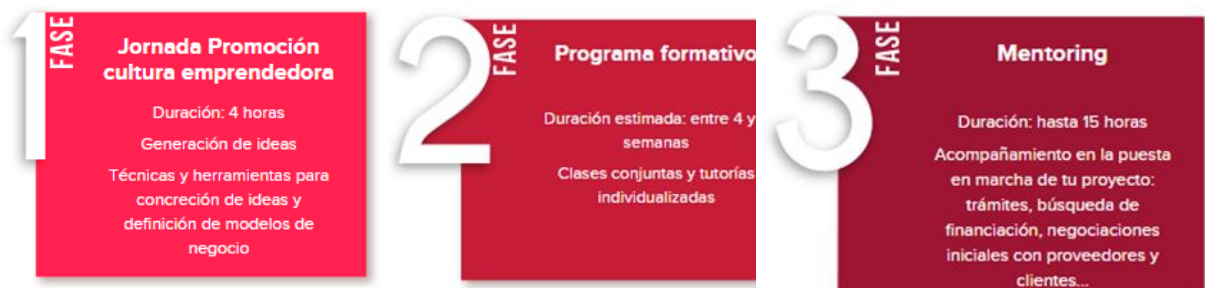 1
FASE
Jornada Promoción
cultura emprendedora
Duración: 4 horas
Generación de ideas
Técnicas y herramientas para
concreción de ideas y
definición de modelos de
negocio
2
FASE
Programa formativo
Duración estimada: entre 4 y
semanas
Clases conjuntas y tutorías
individualizadas
3
FASE
Mentoring
Duración: hasta 15 horas
Acompañamiento en la puesta
en marcha de tu proyecto:
trámites, búsqueda de
financiación, negociaciones
iniciales con proveedores y
clientes...